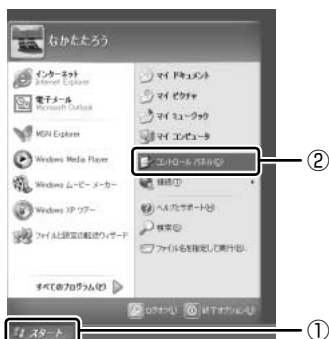 なかたたろう
インターネット
Internet Explorer
電子メール
Microsoft Outlook
MSN Explorer
Windows Media Player
Windows ムービー メーカー
Windows XP ツアー
ファイルと設定の転送ウィザード
すべてのプログラム(P)
マイ ドキュメント
マイ ピクチャ
マイ ミュージック
マイ コンピュータ
コントロール パネル(C)
接続(T)
ヘルプとサポート(H)
検索(S)
ファイル名を指定して実行(R)...
ログオフ(L)
終了オプション(U)
スタート
②
①